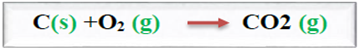 C(s) +O₂ (g) ⟶ CO2 (g)